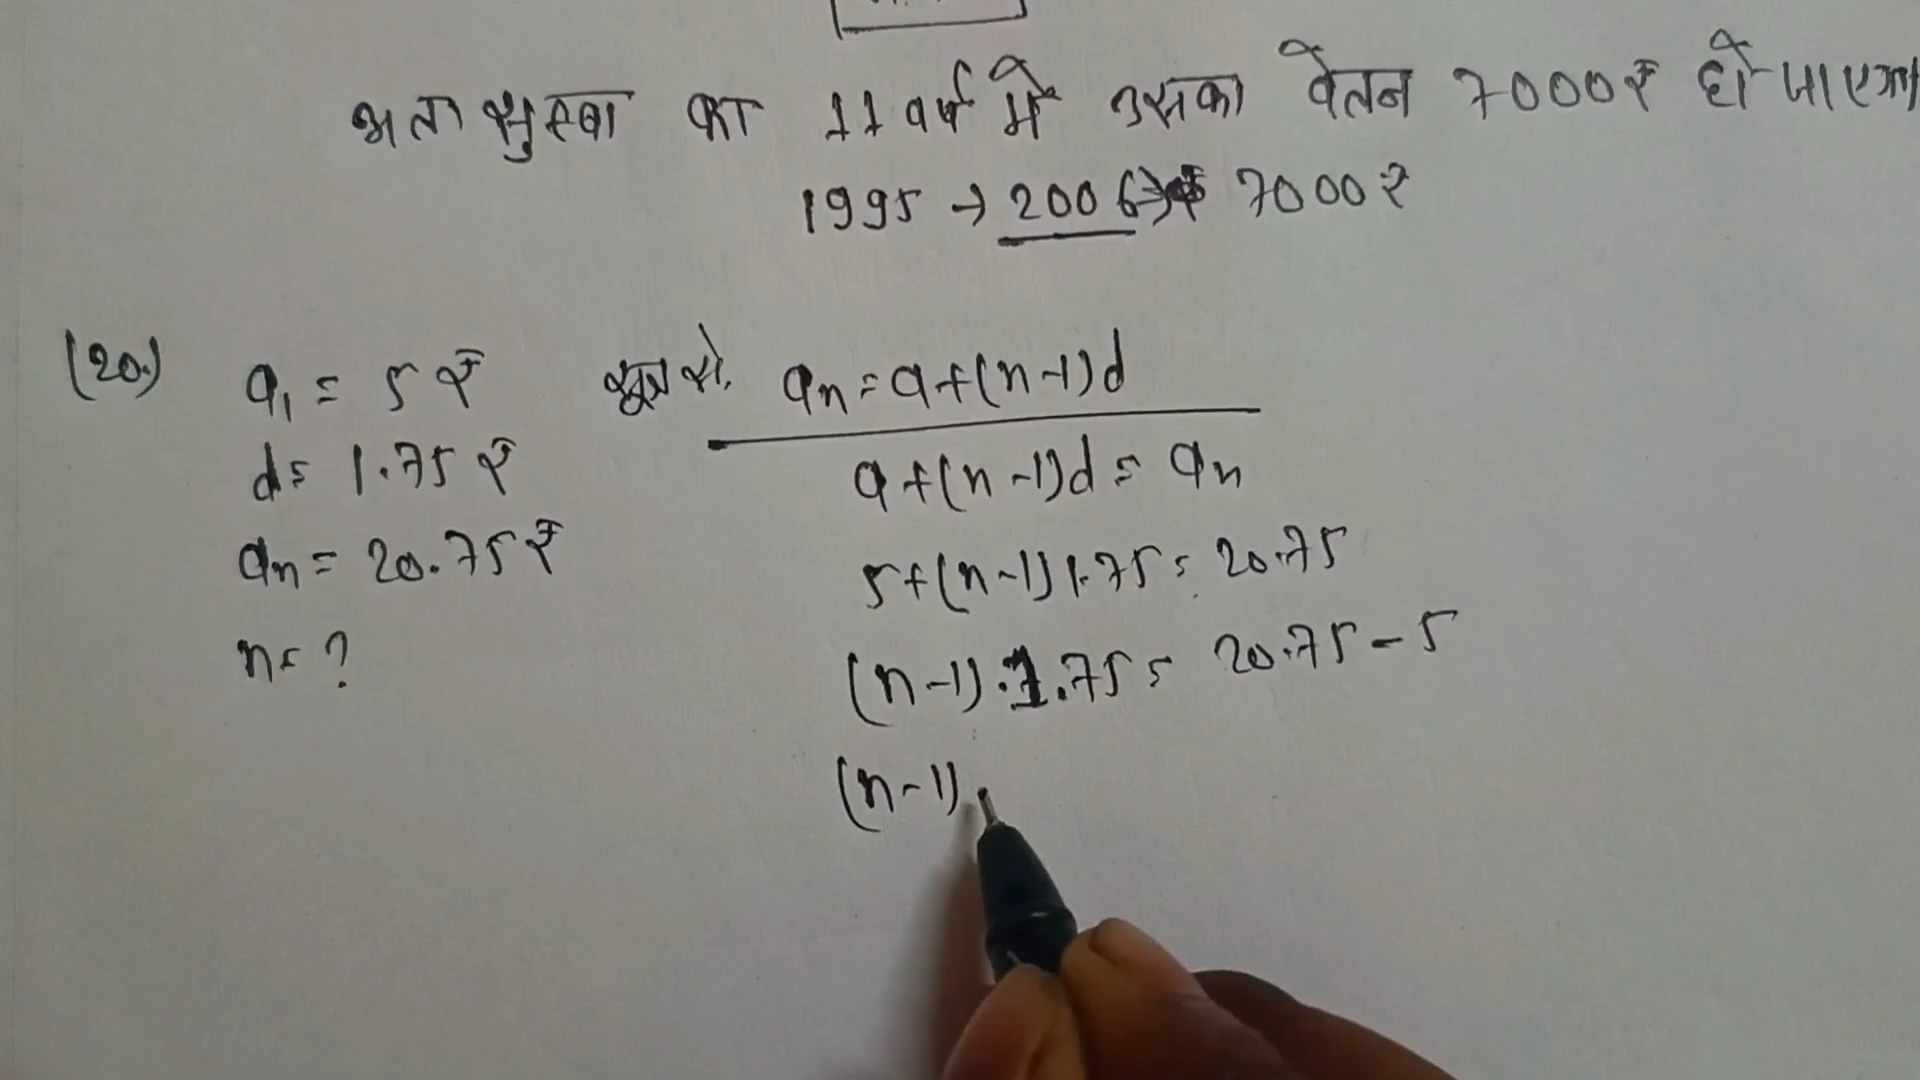 अतः सुब्बा का 11 वर्ष में उसका वेतन 7000₹ हो जाएगा
1995 → 2006 → 7000₹
(20.) a₁ = 5 ₹ सूत्र से, aₙ = a+(n-1)d
d = 1.75 ₹ a+(n-1)d = aₙ
aₙ = 20.75 ₹ 5+(n-1)1.75 = 20.75
n = ? (n-1).1.75 = 20.75-5
(n-1)